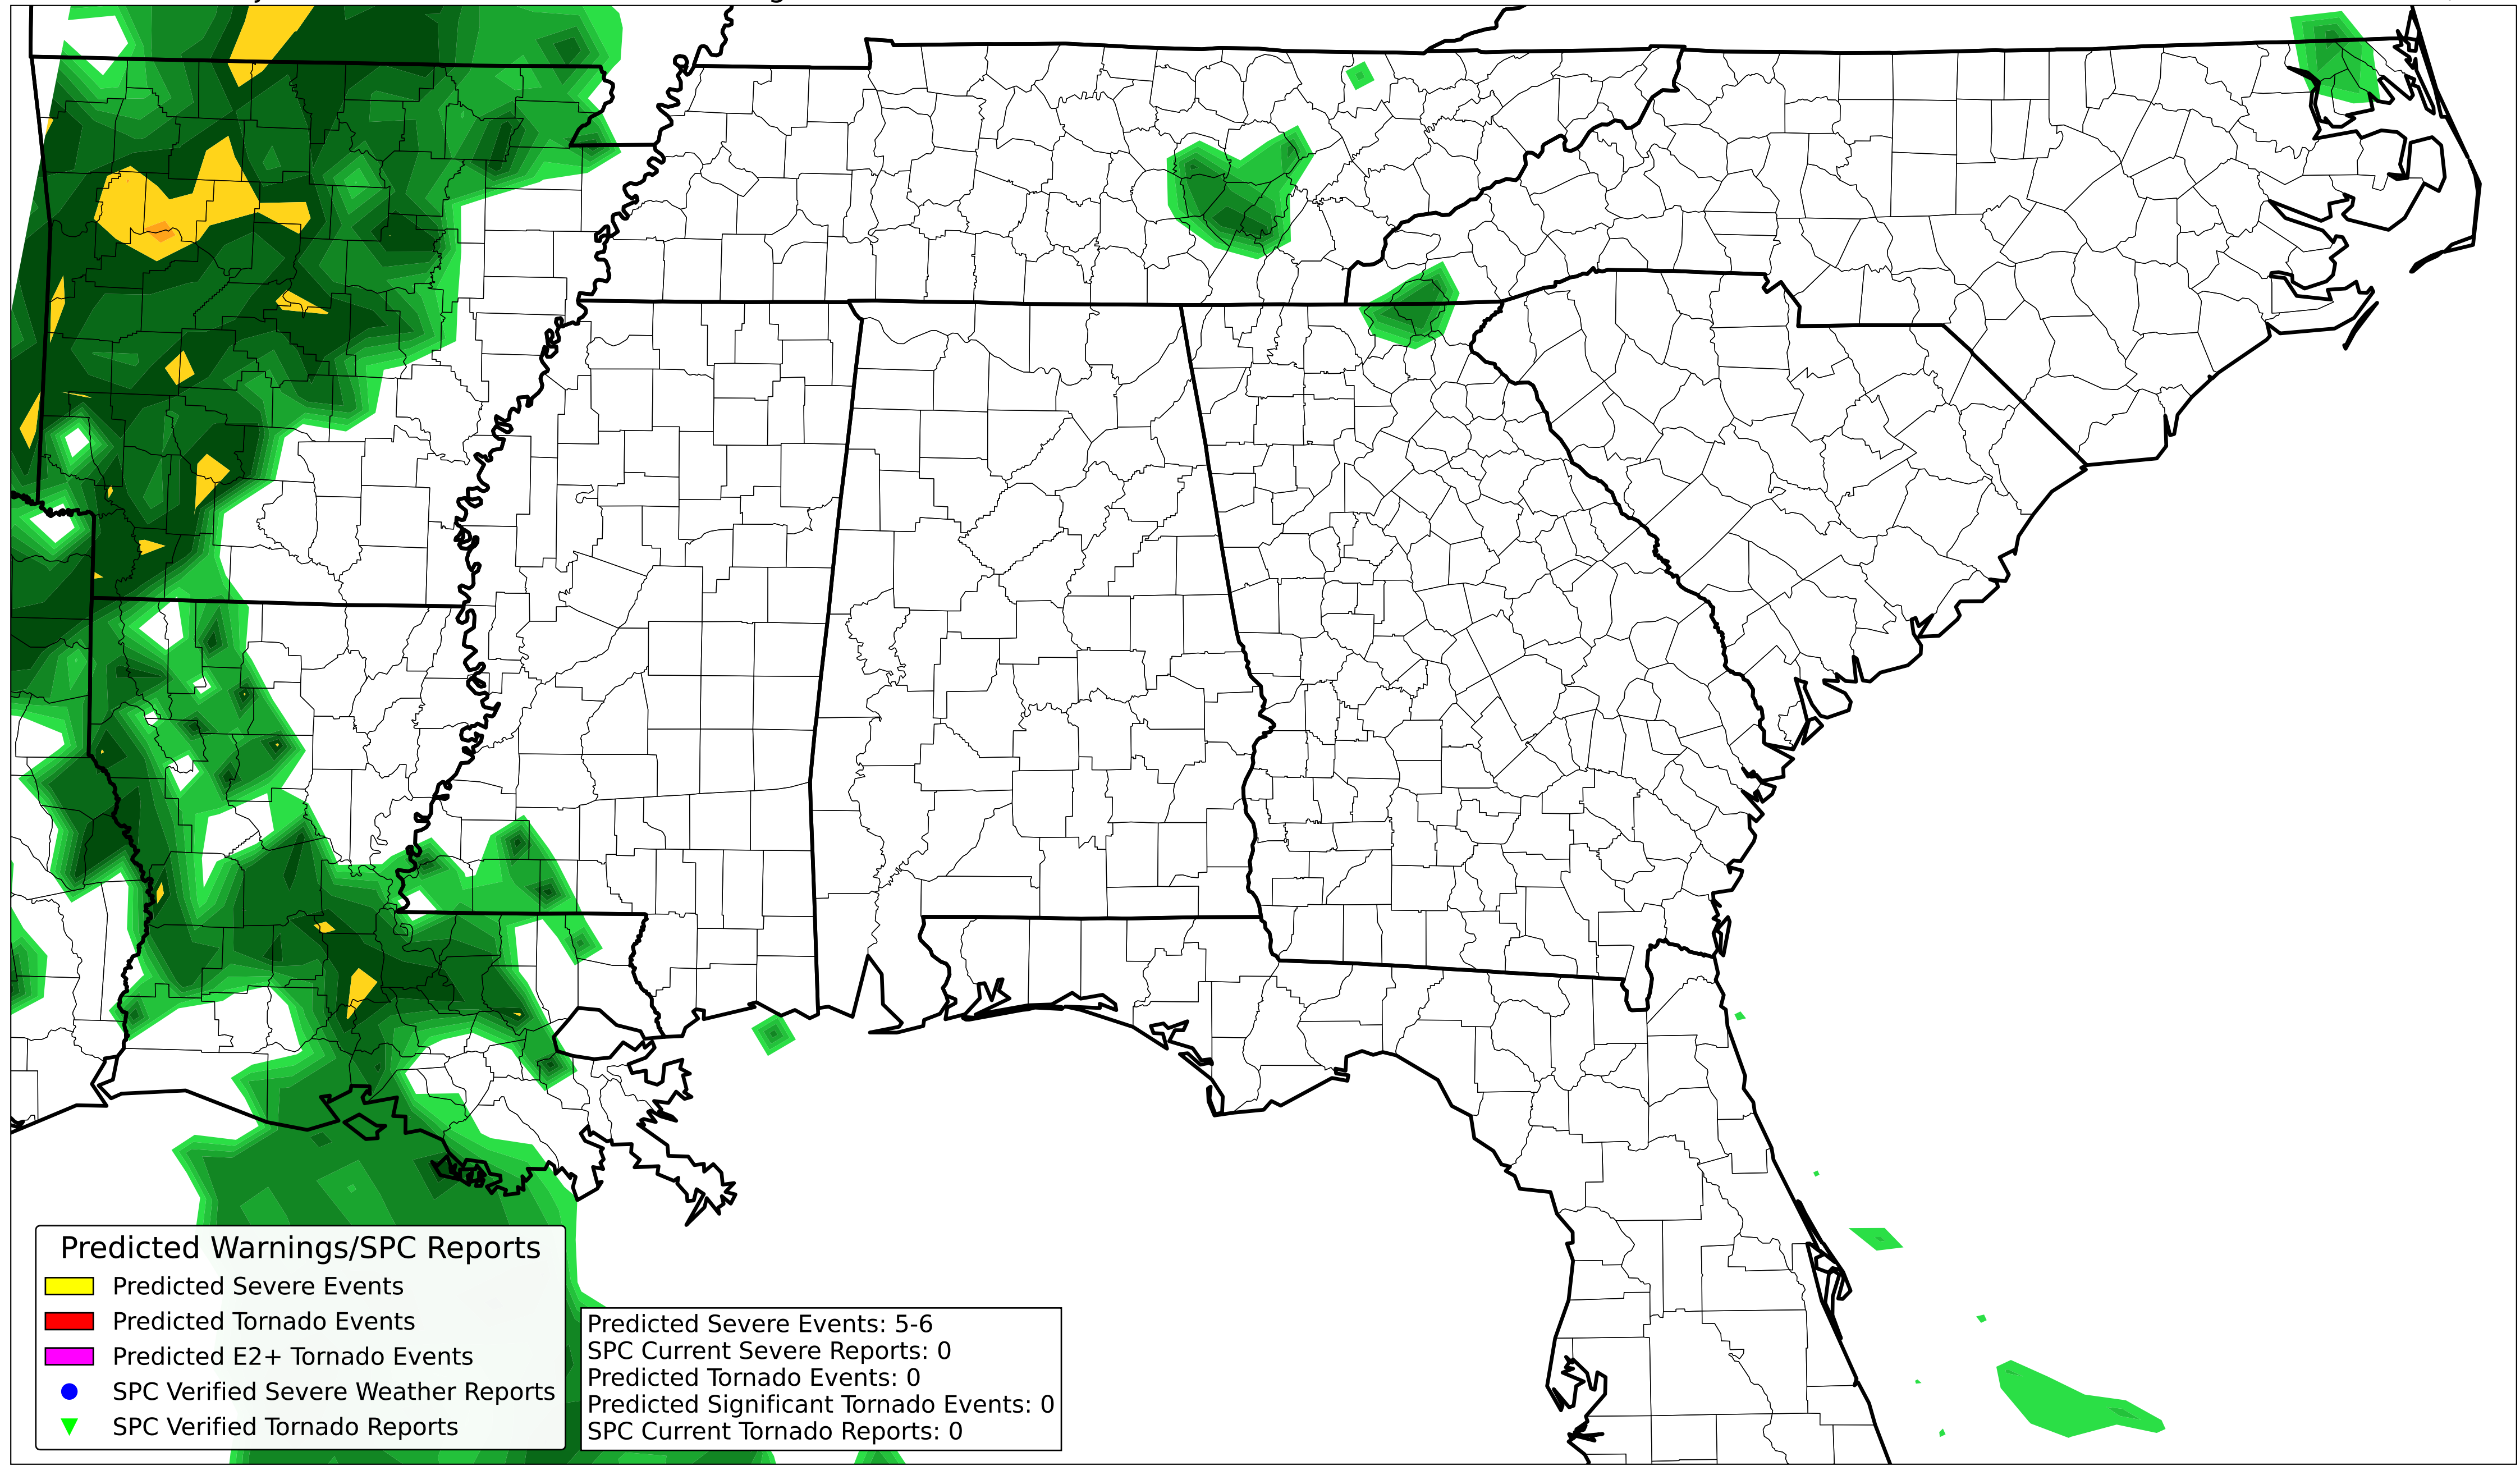 Predicted Warnings/SPC Reports
Predicted Severe Events
Predicted Tornado Events
Predicted E2+ Tornado Events
SPC Verified Severe Weather Reports
SPC Verified Tornado Reports
Predicted Severe Events: 5-6
SPC Current Severe Reports: 0
Predicted Tornado Events: 0
Predicted Significant Tornado Events: 0
SPC Current Tornado Reports: 0